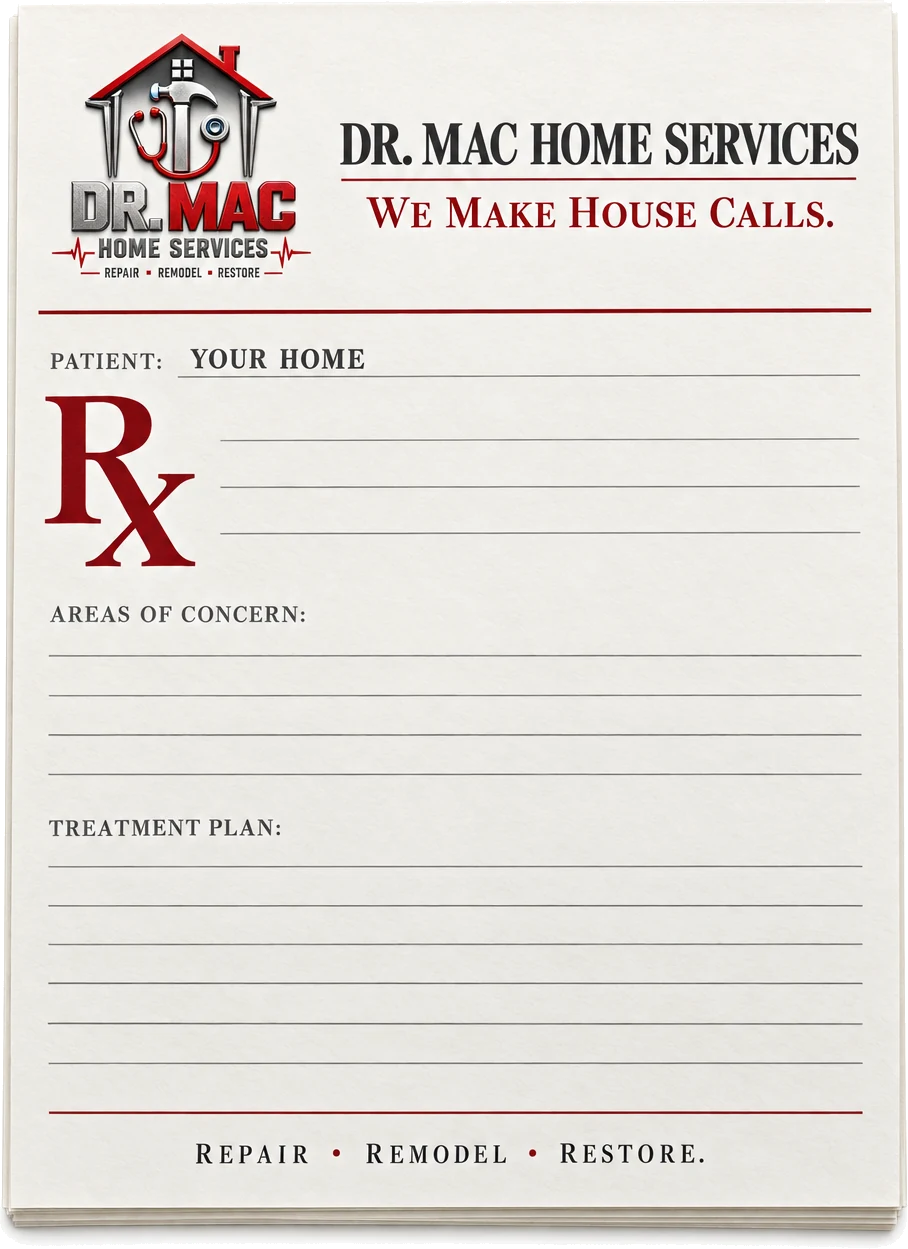 DR. MAC
HOME SERVICES
REPAIR • REMODEL • RESTORE
DR. MAC HOME SERVICES
WE MAKE HOUSE CALLS.
PATIENT: YOUR HOME
Rx
AREAS OF CONCERN:
TREATMENT PLAN:
REPAIR • REMODEL • RESTORE.